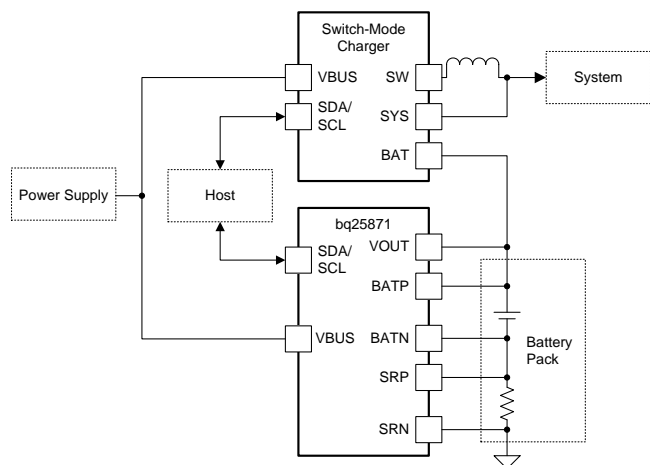 Switch-Mode
Charger
VBUS
SW
SDA/
SCL
SYS
BAT
System
Power Supply
Host
bq25871
SDA/
SCL
VOUT
BATP
VBUS
BATN
Battery
Pack
SRP
SRN